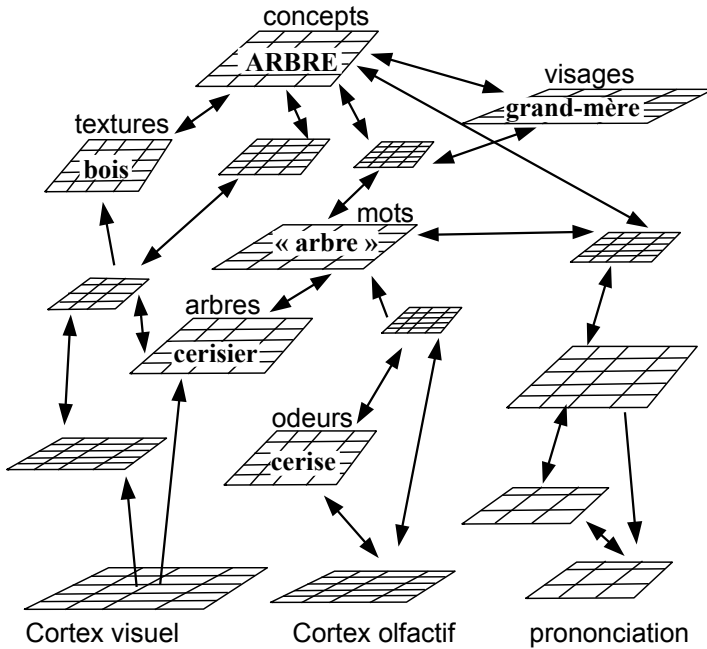 concepts
ARBRE
visages
grand-mère
textures
bois
mots
« arbre »
arbres
cerisier
odeurs
cerise
Cortex visuel
Cortex olfactif
prononciation